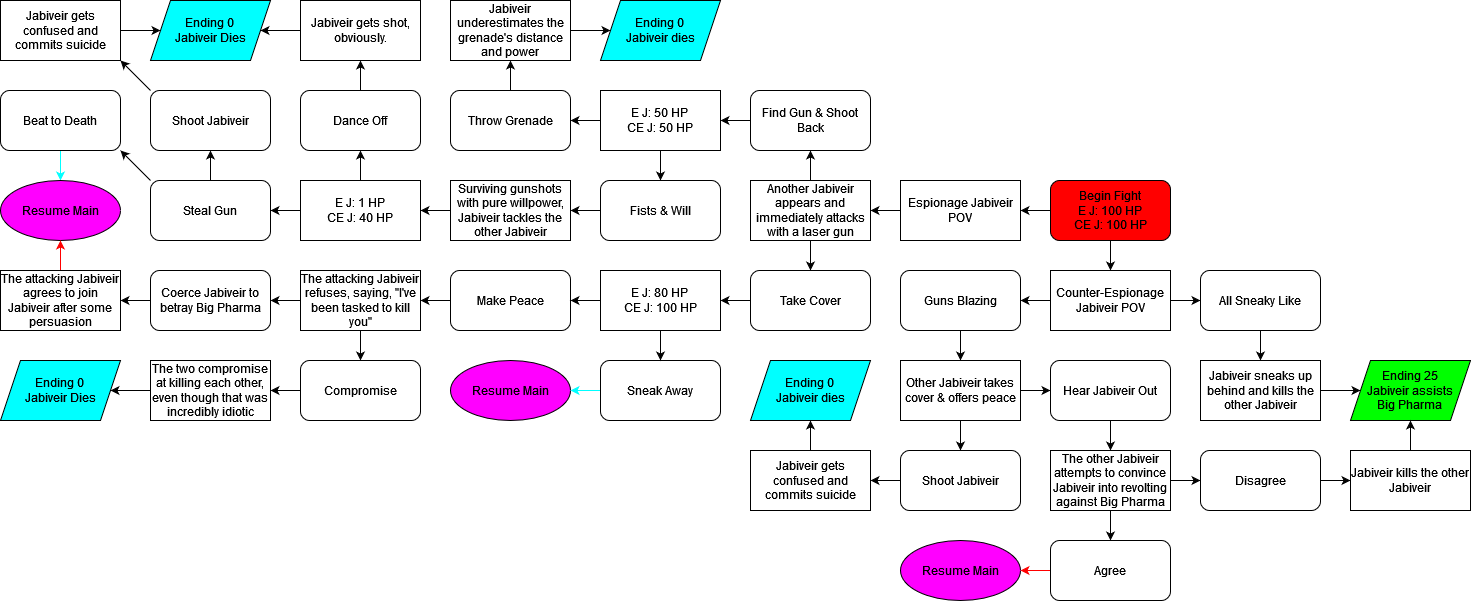 Jabiveir gets
confused and
commits suicide
Ending 0
Jabiveir Dies
Jabiveir gets shot,
obviously.
Jabiveir
underestimates the
grenade's distance
and power
Ending 0
Jabiveir dies
Beat to Death
Shoot Jabiveir
Dance Off
Throw Grenade
E J: 50 HP
CE J: 50 HP
Find Gun & Shoot
Back
Resume Main
Steal Gun
E J: 1 HP
CE J: 40 HP
Surviving gunshots
with pure willpower,
Jabiveir tackles the
other Jabiveir
Fists & Will
Another Jabiveir
appears and
immediately attacks
with a laser gun
Espionage Jabiveir
POV
Begin Fight
E J: 100 HP
CE J: 100 HP
The attacking Jabiveir
agrees to join
Jabiveir after some
persuasion
Coerce Jabiveir to
betray Big Pharma
The attacking Jabiveir
refuses, saying, "I've
been tasked to kill
you"
Make Peace
E J: 80 HP
CE J: 100 HP
Take Cover
Guns Blazing
Counter-Espionage
Jabiveir POV
All Sneaky Like
Ending 0
Jabiveir Dies
The two compromise
at killing each other,
even though that was
incredibly idiotic
Compromise
Resume Main
Sneak Away
Ending 0
Jabiveir dies
Other Jabiveir takes
cover & offers peace
Hear Jabiveir Out
Jabiveir sneaks up
behind and kills the
other Jabiveir
Ending 25
Jabiveir assists
Big Pharma
Jabiveir gets
confused and
commits suicide
Shoot Jabiveir
The other Jabiveir
attempts to convince
Jabiveir into revolting
against Big Pharma
Disagree
Jabiveir kills the other
Jabiveir
Resume Main
Agree